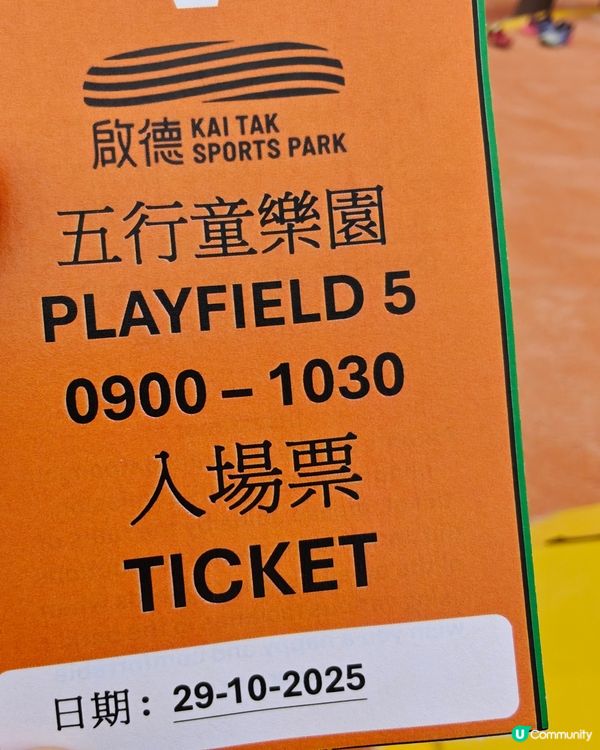 啟德 KAI TAK
SPORTS PARK
五行童樂園
PLAYFIELD 5
0900 – 1030
入場票
TICKET
日期：29-10-2025
U Community